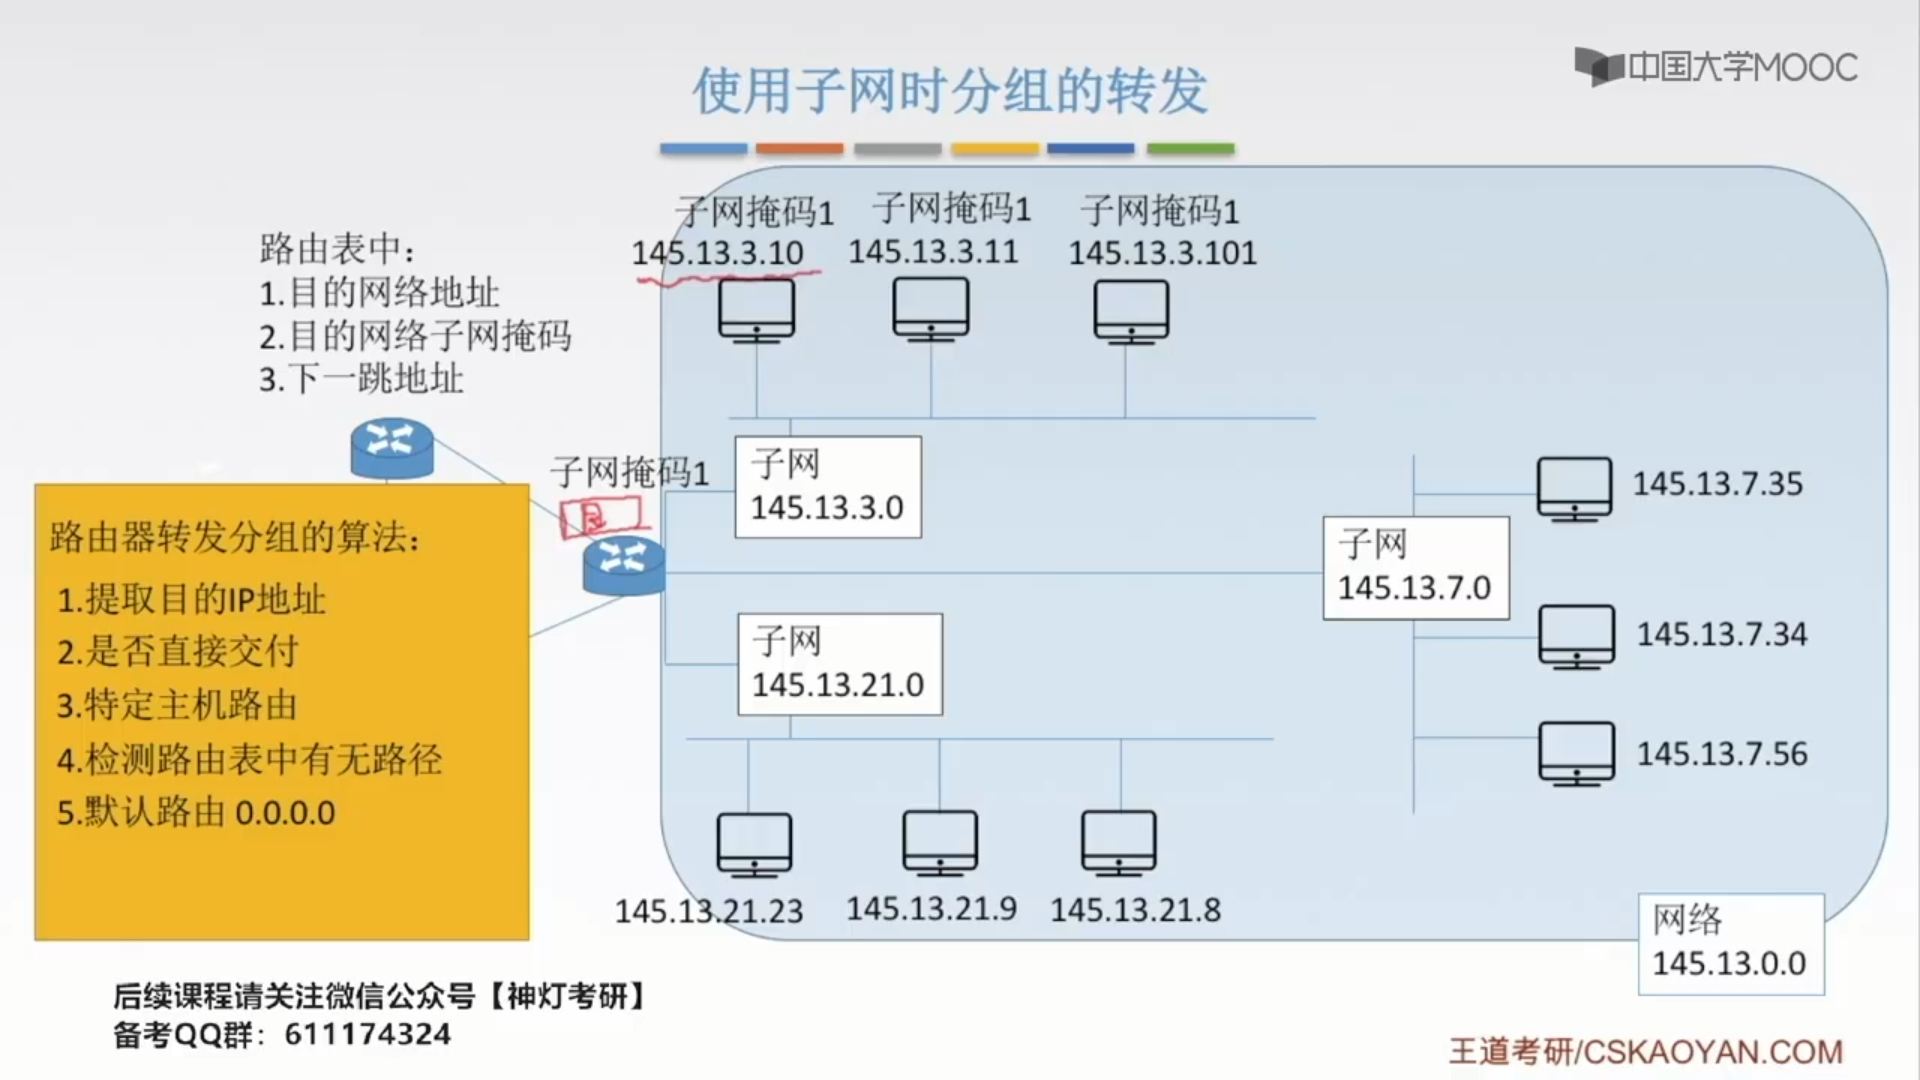 中国大学MOOC
使用子网时分组的转发
路由表中：
1.目的网络地址
2.目的网络子网掩码
3.下一跳地址
子网掩码1
145.13.3.10
子网掩码1
145.13.3.11
子网掩码1
145.13.3.101
子网掩码1
子网
145.13.3.0
子网
145.13.7.0
145.13.7.35
145.13.7.34
145.13.7.56
子网
145.13.21.0
145.13.21.23
145.13.21.9
145.13.21.8
网络
145.13.0.0
路由器转发分组的算法：
1.提取目的IP地址
2.是否直接交付
3.特定主机路由
4.检测路由表中有无路径
5.默认路由 0.0.0.0
后续课程请关注微信公众号【神灯考研】
备考QQ群：611174324
王道考研/CSKAOYAN.COM